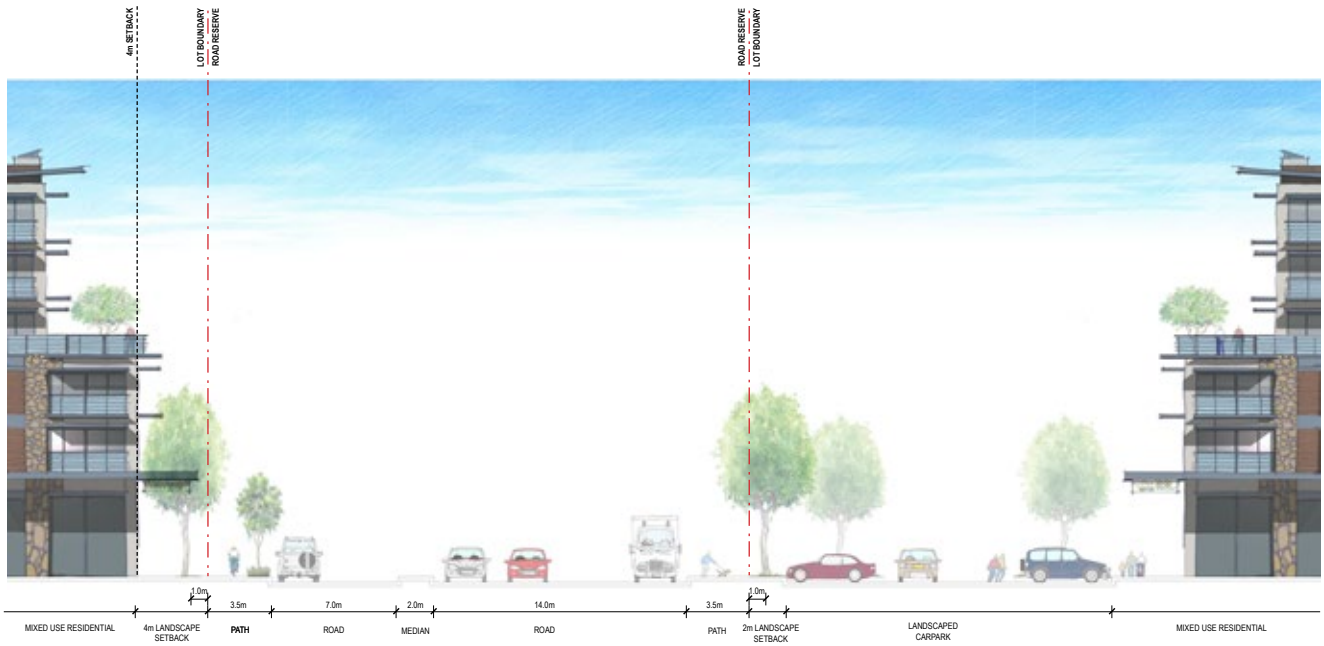 4m SETBACK
LOT BOUNDARY
ROAD RESERVE
ROAD RESERVE
LOT BOUNDARY
1.0m
3.5m
7.0m
2.0m
14.0m
3.5m
1.0m
MIXED USE RESIDENTIAL
4m LANDSCAPE
SETBACK
PATH
ROAD
MEDIAN
ROAD
PATH
2m LANDSCAPE
SETBACK
LANDSCAPED
CARPARK
MIXED USE RESIDENTIAL